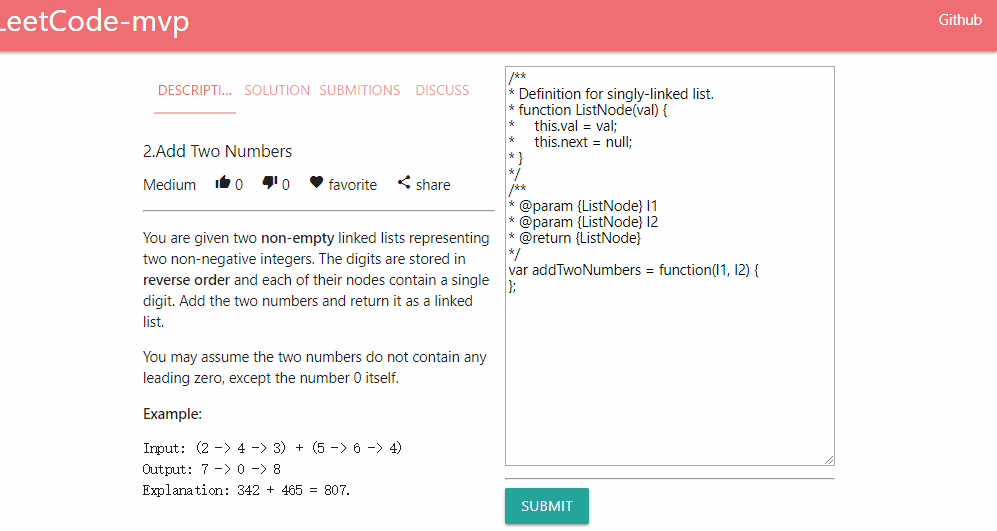 LeetCode-mvp
Github
DESCRIPTI...
SOLUTION
SUBMITIONS
DISCUSS
2.Add Two Numbers
Medium 0 0 favorite share
You are given two non-empty linked lists representing
two non-negative integers. The digits are stored in
reverse order and each of their nodes contain a single
digit. Add the two numbers and return it as a linked
list.
You may assume the two numbers do not contain any
leading zero, except the number 0 itself.
Example:
Input: (2 -> 4 -> 3) + (5 -> 6 -> 4)
Output: 7 -> 0 -> 8
Explanation: 342 + 465 = 807.
/**
* Definition for singly-linked list.
* function ListNode(val) {
*     this.val = val;
*     this.next = null;
* }
*/
/**
* @param {ListNode} l1
* @param {ListNode} l2
* @return {ListNode}
*/
var addTwoNumbers = function(l1, l2) {
};
SUBMIT